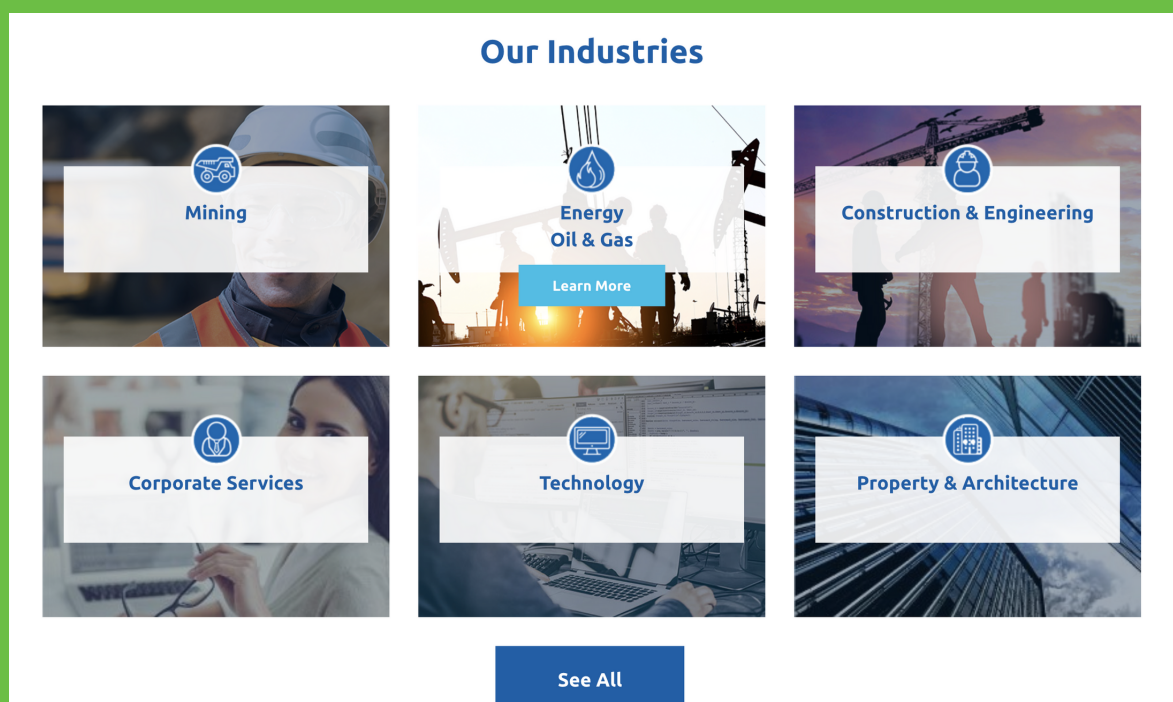 Our Industries
Mining
Energy
Oil & Gas
Learn More
Construction & Engineering
Corporate Services
Technology
Property & Architecture
See All